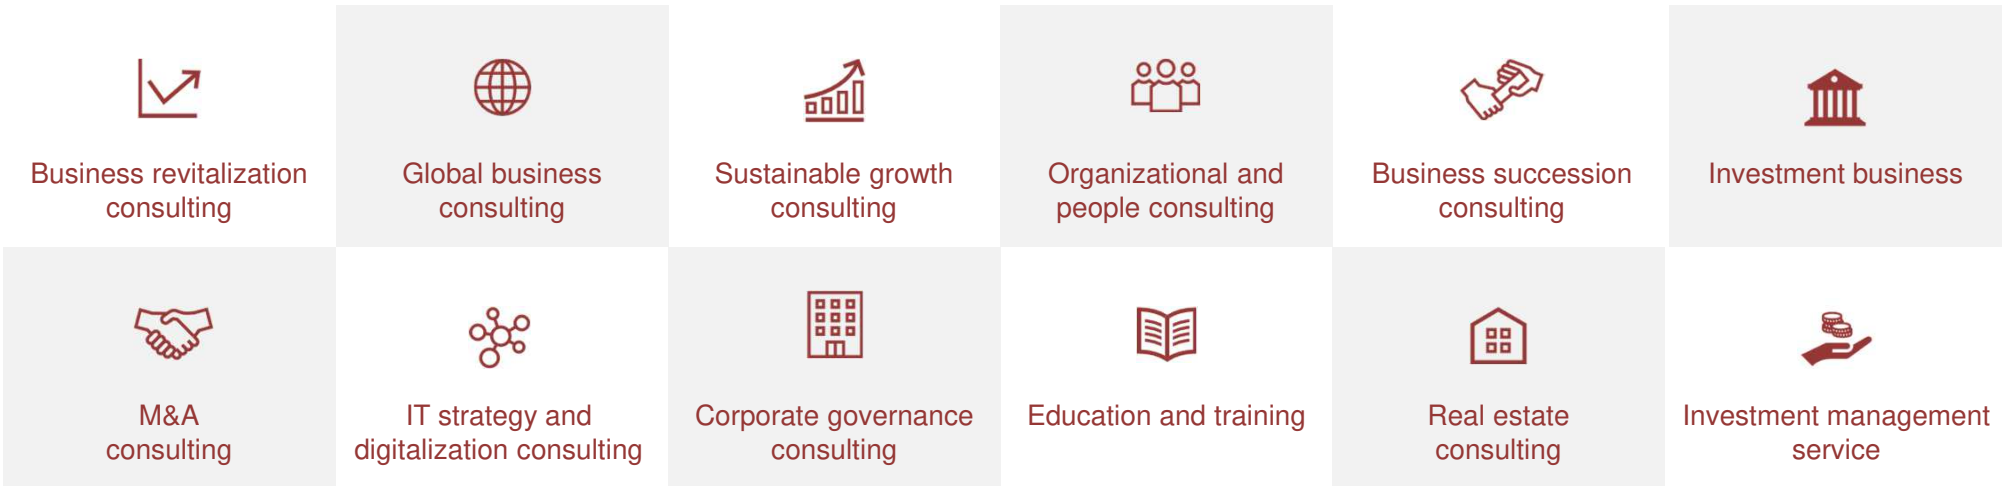 Business revitalization
consulting
Global business
consulting
Sustainable growth
consulting
Organizational and
people consulting
Business succession
consulting
Investment business
M&A
consulting
IT strategy and
digitalization consulting
Corporate governance
consulting
Education and training
Real estate
consulting
Investment management
service